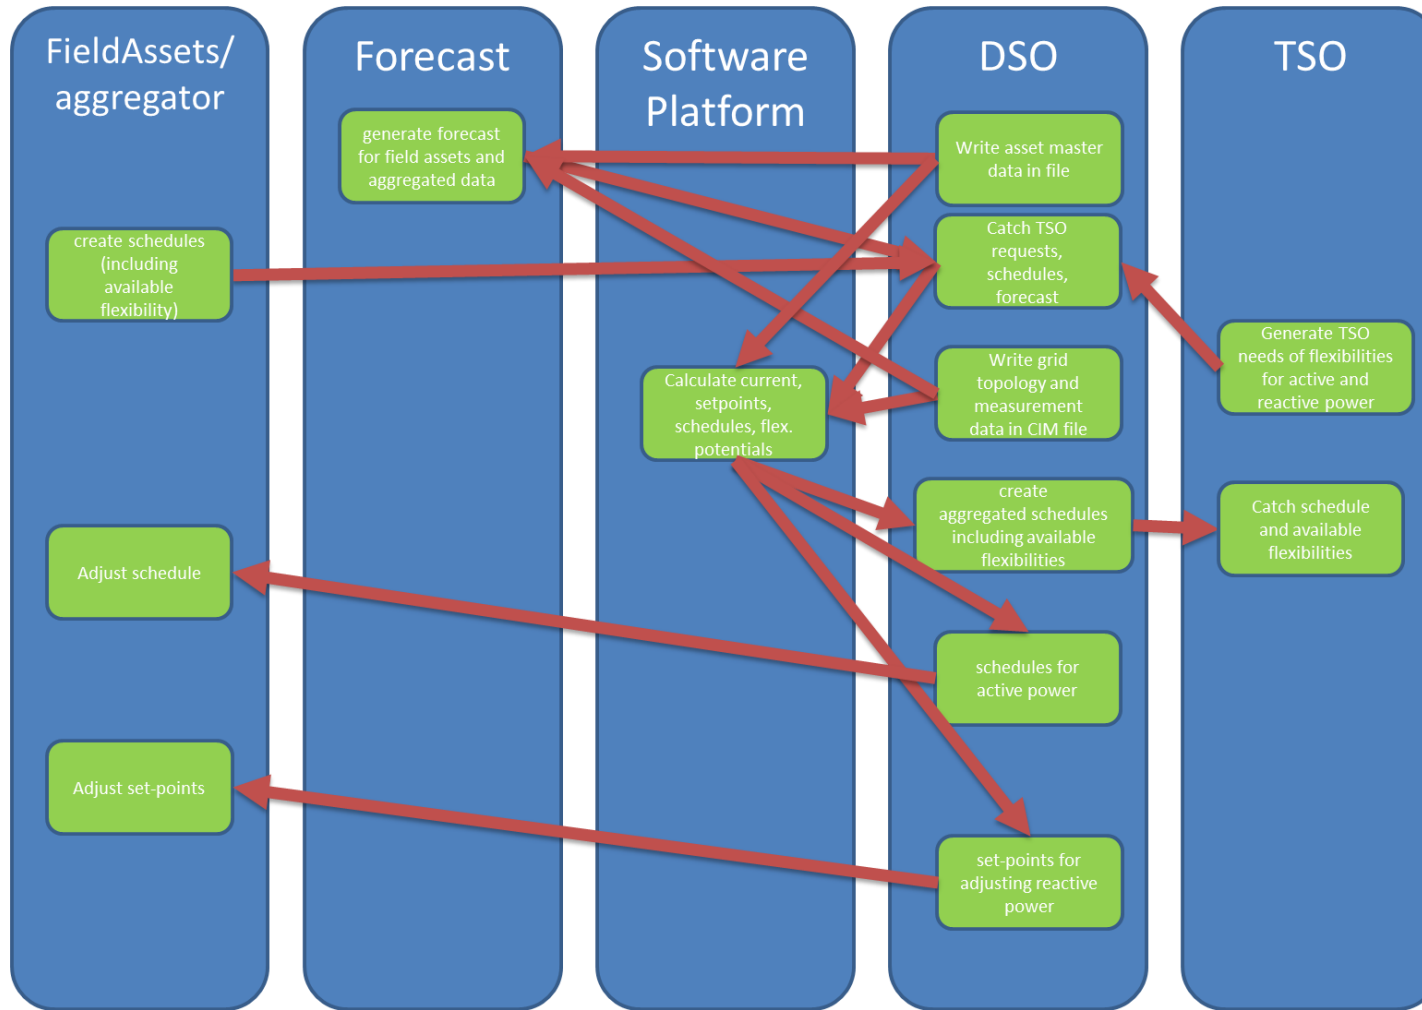 FieldAssets/
aggregator
create schedules
(including
available
flexibility)
Adjust schedule
Adjust set-points
Forecast
generate forecast
for field assets and
aggregated data
Software
Platform
Calculate current,
setpoints,
schedules, flex.
potentials
DSO
Write asset master
data in file
Catch TSO
requests,
schedules,
forecast
Write grid
topology and
measurement
data in CIM file
create
aggregated schedules
including available
flexibilities
schedules for
active power
set-points for
adjusting reactive
power
TSO
Generate TSO
needs of flexibilities
for active and
reactive power
Catch schedule
and available
flexibilities